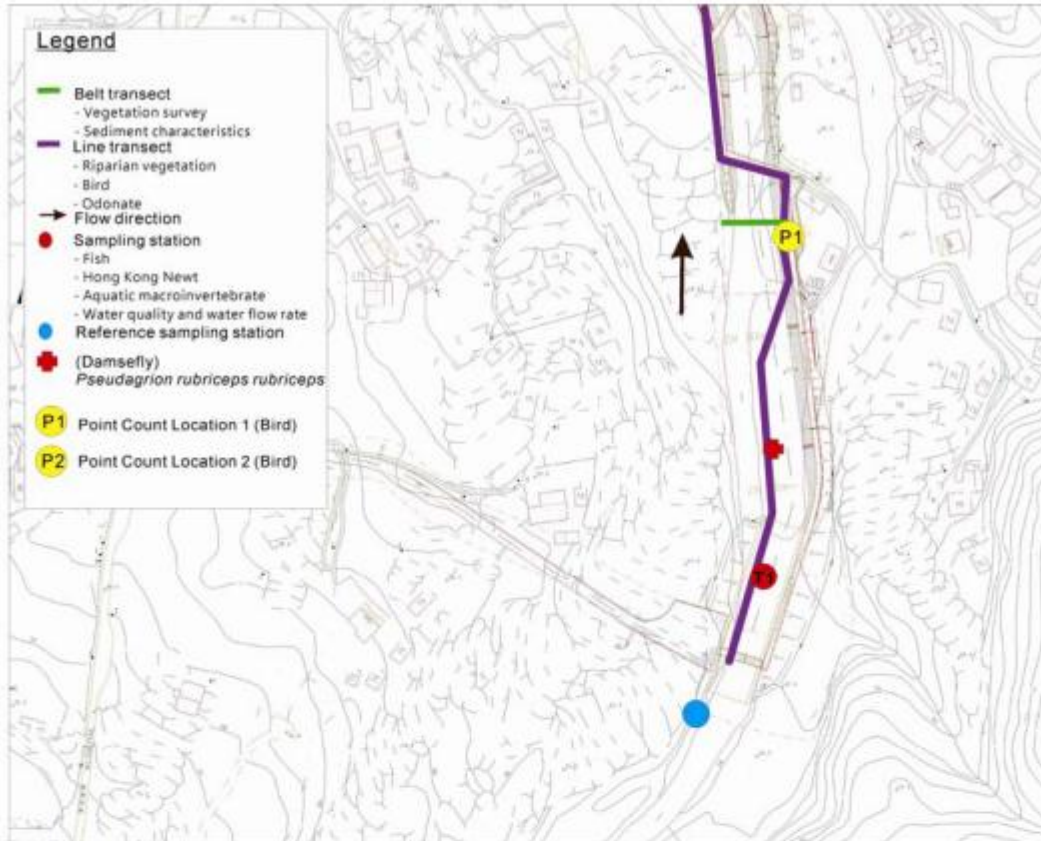 Legend
Belt transect
- Vegetation survey
- Sediment characteristics
Line transect
- Riparian vegetation
- Bird
- Odonate
Flow direction
Sampling station
- Fish
- Hong Kong Newt
- Aquatic macroinvertebrate
- Water quality and water flow rate
Reference sampling station
(Damsefly)
Pseudagrion rubriceps rubriceps
P1 Point Count Location 1 (Bird)
P2 Point Count Location 2 (Bird)
P1
T1